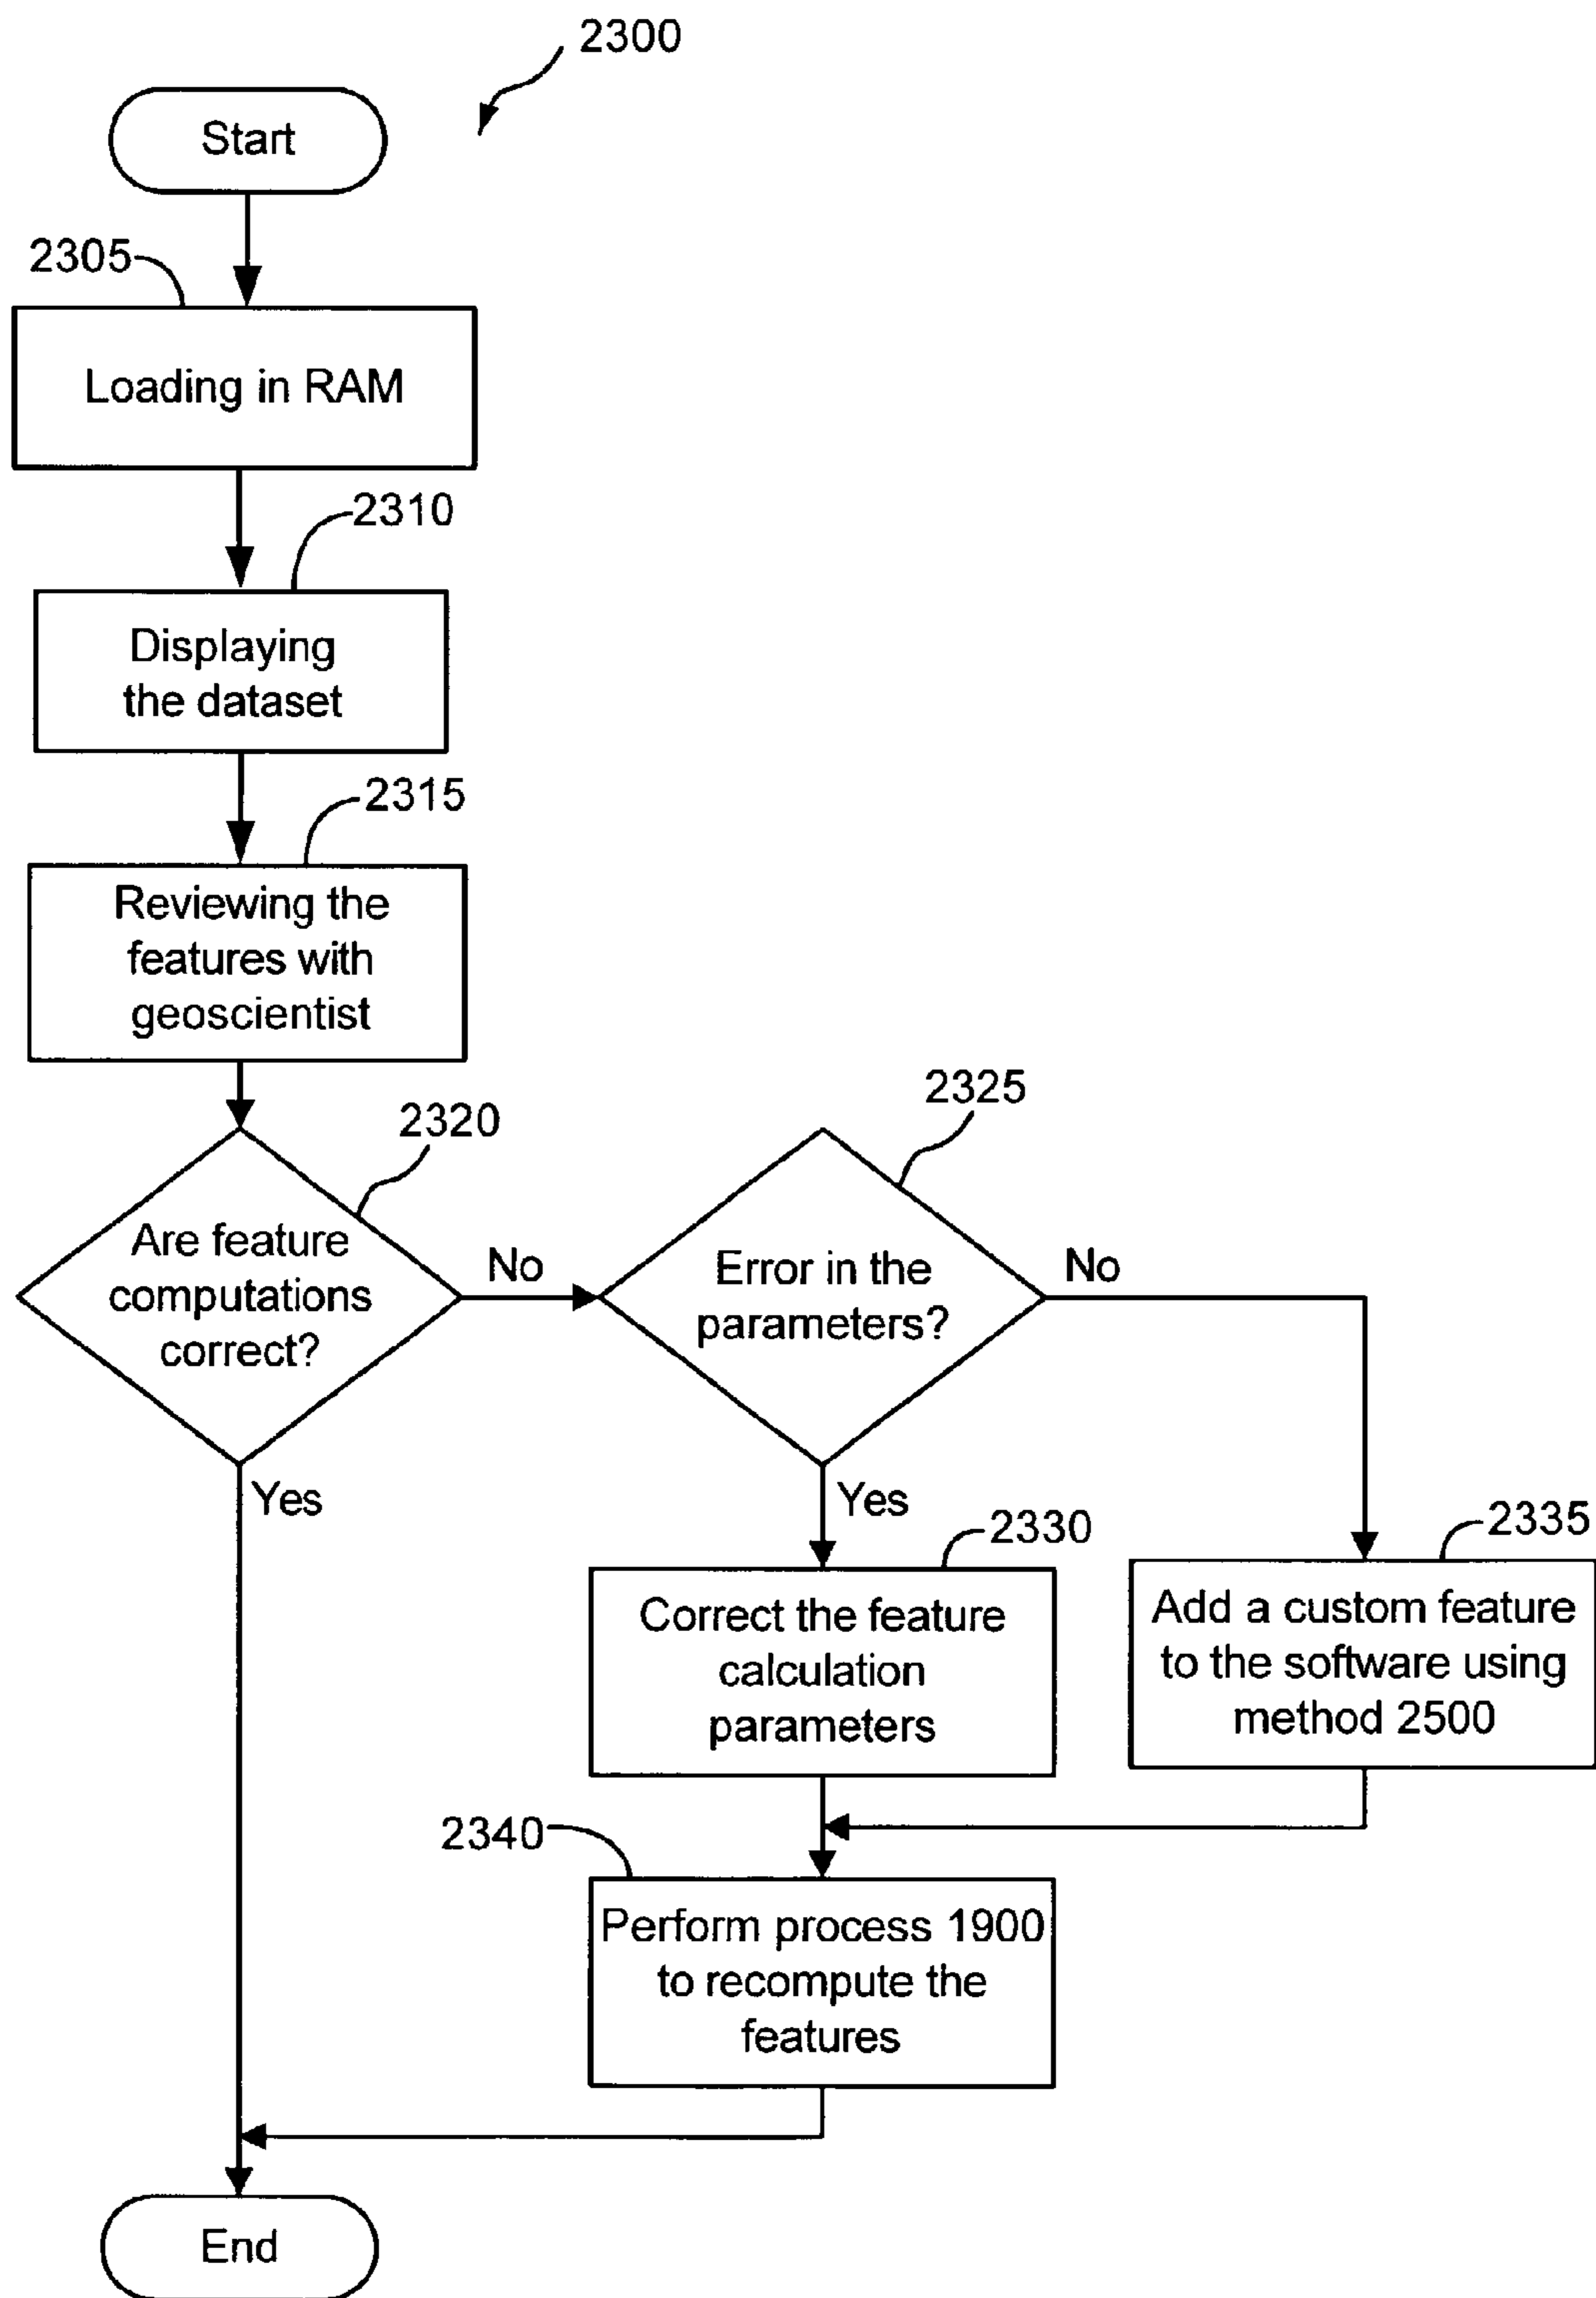 2300
Start
2305
Loading in RAM
2310
Displaying
the dataset
2315
Reviewing the
features with
geoscientist
2320
Are feature
computations
correct?
No
2325
Error in the
parameters?
No
Yes
Yes
2330
Correct the feature
calculation
parameters
2335
Add a custom feature
to the software using
method 2500
2340
Perform process 1900
to recompute the
features
End